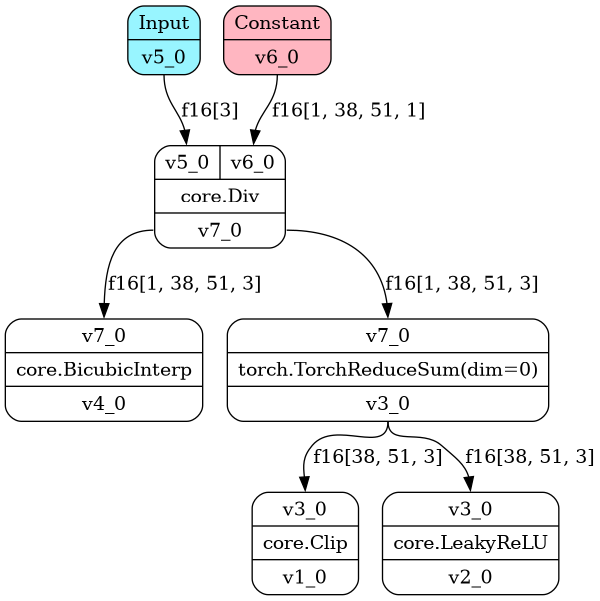 Input
v5_0
Constant
v6_0
f16[3]
f16[1, 38, 51, 1]
v5_0 v6_0
core.Div
v7_0
f16[1, 38, 51, 3]
f16[1, 38, 51, 3]
v7_0
core.BicubicInterp
v4_0
v7_0
torch.TorchReduceSum(dim=0)
v3_0
f16[38, 51, 3]
f16[38, 51, 3]
v3_0
core.Clip
v1_0
v3_0
core.LeakyReLU
v2_0